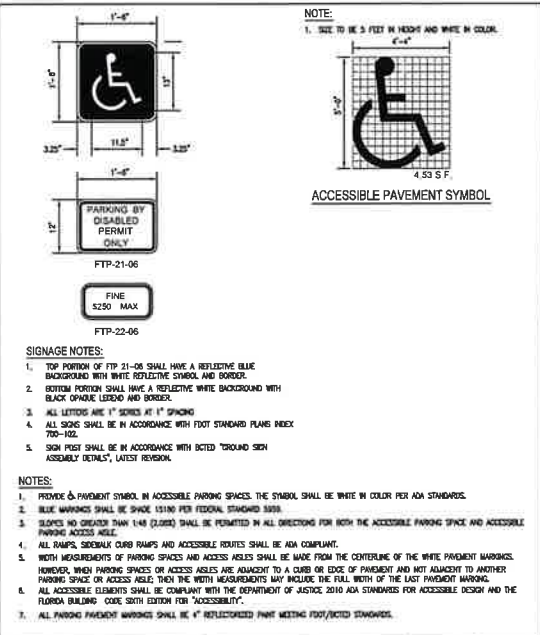 1'-6"
1'-6"
13"
3.25"
11.5"
3.25"
1'-6"
12"
PARKING BY
DISABLED
PERMIT
ONLY
FTP-21-06
FINE
$250 MAX
FTP-22-06
NOTE:
1. SIZE TO BE 5 FEET IN HEIGHT AND WHITE IN COLOR.
4'-4"
5'-0"
4.53 S.F.
ACCESSIBLE PAVEMENT SYMBOL
SIGNAGE NOTES:
1. TOP PORTION OF FTP 21-06 SHALL HAVE A REFLECTIVE BLUE
BACKGROUND WITH WHITE REFLECTIVE SYMBOL AND BORDER.
2. BOTTOM PORTION SHALL HAVE A REFLECTIVE WHITE BACKGROUND WITH
BLACK OPAQUE LEGEND AND BORDER.
3. ALL LETTERS ARE 1" SERIES AT 1" SPACING
4. ALL SIGNS SHALL BE IN ACCORDANCE WITH FDOT STANDARD PLANS INDEX
700-102.
5. SIGN POST SHALL BE IN ACCORDANCE WITH BCTED "GROUND SIGN
ASSEMBLY DETAILS", LATEST REVISION.
NOTES:
1. PROVIDE PAVEMENT SYMBOL IN ACCESSIBLE PARKING SPACES. THE SYMBOL SHALL BE WHITE IN COLOR PER ADA STANDARDS.
2. BLUE MARKINGS SHALL BE SHADE 15180 PER FEDERAL STANDARD 595B.
3. SLOPES NO GREATER THAN 1:48 (2.08%) SHALL BE PERMITTED IN ALL DIRECTIONS FOR BOTH THE ACCESSIBLE PARKING SPACE AND ACCESSIBLE
PARKING ACCESS AISLE.
4. ALL RAMPS, SIDEWALK CURB RAMPS AND ACCESSIBLE ROUTES SHALL BE ADA COMPLIANT.
5. WIDTH MEASUREMENTS OF PARKING SPACES AND ACCESS AISLES SHALL BE MADE FROM THE CENTERLINE OF THE WHITE PAVEMENT MARKINGS.
HOWEVER, WHEN PARKING SPACES OR ACCESS AISLES ARE ADJACENT TO A CURB OR EDGE OF PAVEMENT AND NOT ADJACENT TO ANOTHER
PARKING SPACE OR ACCESS AISLE; THEN THE WIDTH MEASUREMENTS MAY INCLUDE THE FULL WIDTH OF THE LAST PAVEMENT MARKING.
6. ALL ACCESSIBLE ELEMENTS SHALL BE COMPLIANT WITH THE DEPARTMENT OF JUSTICE 2010 ADA STANDARDS FOR ACCESSIBLE DESIGN AND THE
FLORIDA BUILDING CODE SIXTH EDITION FOR "ACCESSIBILITY".
7. ALL PARKING PAVEMENT MARKINGS SHALL BE 4" REFLECTORIZED PAINT MEETING FDOT/BCTED STANDARDS.